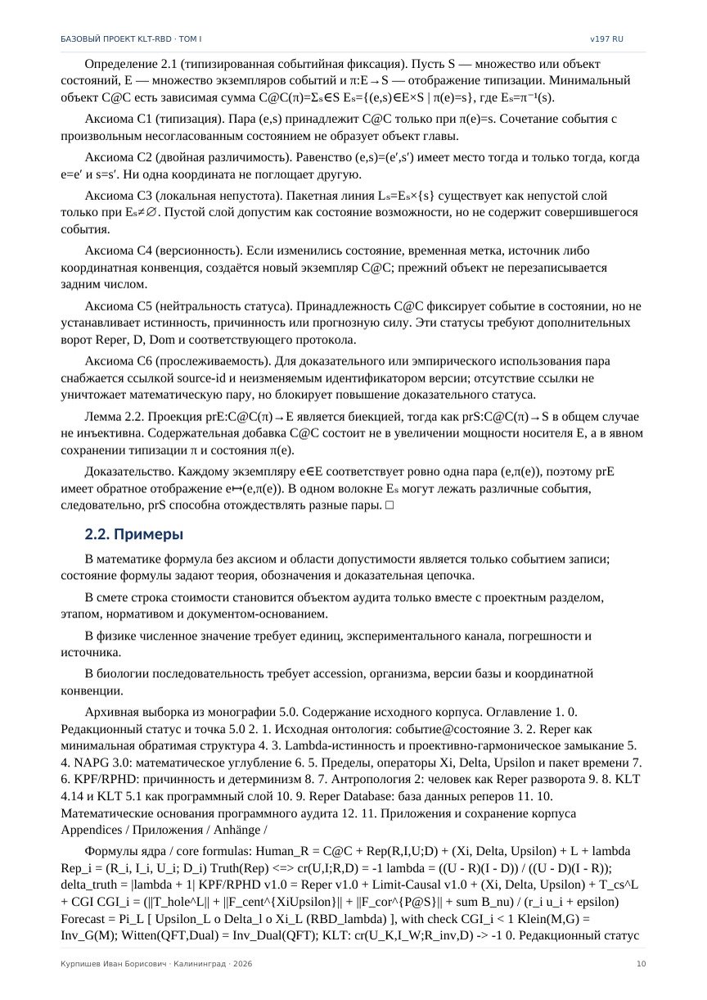 БАЗОВЫЙ ПРОЕКТ KLT-RBD · ТОМ I
v197 RU
Определение 2.1 (типизированная событийная фиксация). Пусть S — множество или объект
состояний, E — множество экземпляров событий и π:E→S — отображение типизации. Минимальный
объект C@C есть зависимая сумма C@C(π)=Σₛ∈S Eₛ={(e,s)∈E×S | π(e)=s}, где Eₛ=π⁻¹(s).
Аксиома C1 (типизация). Пара (e,s) принадлежит C@C только при π(e)=s. Сочетание события с
произвольным несогласованным состоянием не образует объект главы.
Аксиома C2 (двойная различимость). Равенство (e,s)=(e′,s′) имеет место тогда и только тогда, когда
e=e′ и s=s′. Ни одна координата не поглощает другую.
Аксиома C3 (локальная непустота). Пакетная линия Lₛ=Eₛ×{s} существует как непустой слой
только при Eₛ≠∅. Пустой слой допустим как состояние возможности, но не содержит совершившегося
события.
Аксиома C4 (версионность). Если изменились состояние, временная метка, источник либо
координатная конвенция, создаётся новый экземпляр C@C; прежний объект не перезаписывается
задним числом.
Аксиома C5 (нейтральность статуса). Принадлежность C@C фиксирует событие в состоянии, но не
устанавливает истинность, причинность или прогнозную силу. Эти статусы требуют дополнительных
ворот Reper, D, Dom и соответствующего протокола.
Аксиома C6 (прослеживаемость). Для доказательного или эмпирического использования пара
снабжается ссылкой source-id и неизменяемым идентификатором версии; отсутствие ссылки не
уничтожает математическую пару, но блокирует повышение доказательного статуса.
Лемма 2.2. Проекция prE:C@C(π)→E является биекцией, тогда как prS:C@C(π)→S в общем случае
не инъективна. Содержательная добавка C@C состоит не в увеличении мощности носителя E, а в явном
сохранении типизации π и состояния π(e).
Доказательство. Каждому экземпляру e∈E соответствует ровно одна пара (e,π(e)), поэтому prE
имеет обратное отображение e↦(e,π(e)). В одном волокне Eₛ могут лежать различные события,
следовательно, prS способна отождествлять разные пары. □
2.2. Примеры
В математике формула без аксиом и области допустимости является только событием записи;
состояние формулы задают теория, обозначения и доказательная цепочка.
В смете строка стоимости становится объектом аудита только вместе с проектным разделом,
этапом, нормативом и документом-основанием.
В физике численное значение требует единиц, экспериментального канала, погрешности и
источника.
В биологии последовательность требует accession, организма, версии базы и координатной
конвенции.
Архивная выборка из монографии 5.0. Содержание исходного корпуса. Оглавление 1. 0.
Редакционный статус и точка 5.0 2. 1. Исходная онтология: событие@состояние 3. 2. Reper как
минимальная обратимая структура 4. 3. Lambda-истинность и проективно-гармоническое замыкание 5.
4. NAPG 3.0: математическое углубление 6. 5. Пределы, операторы Xi, Delta, Upsilon и пакет времени 7.
6. KPF/RPHD: причинность и детерминизм 8. 7. Антропология 2: человек как Reper разворота 9. 8. KLT
4.14 и KLT 5.1 как программный слой 10. 9. Reper Database: база данных реперов 11. 10.
Математические основания программного аудита 12. 11. Приложения и сохранение корпуса
Appendices / Приложения / Anhänge /
Формулы ядра / core formulas: Human_R = C@C + Rep(R,I,U;D) + (Xi, Delta, Upsilon) + L + lambda
Rep_i = (R_i, I_i, U_i; D_i) Truth(Rep) <=> cr(U,I;R,D) = -1 lambda = ((U - R)(I - D)) / ((U - D)(I - R));
delta_truth = |lambda + 1| KPF/RPHD v1.0 = Reper v1.0 + Limit-Causal v1.0 + (Xi, Delta, Upsilon) + T_cs^L
+ CGI CGI_i = (||T_hole^L|| + ||F_cent^{XiUpsilon}|| + ||F_cor^{P@S}|| + sum B_nu) / (r_i u_i + epsilon)
Forecast = Pi_L [ Upsilon_L o Delta_l o Xi_L (RBD_lambda) ], with check CGI_i < 1 Klein(M,G) =
Inv_G(M); Witten(QFT,Dual) = Inv_Dual(QFT); KLT: cr(U_K,I_W;R_inv,D) -> -1 0. Редакционный статус
Курпишев Иван Борисович · Калининград · 2026
10